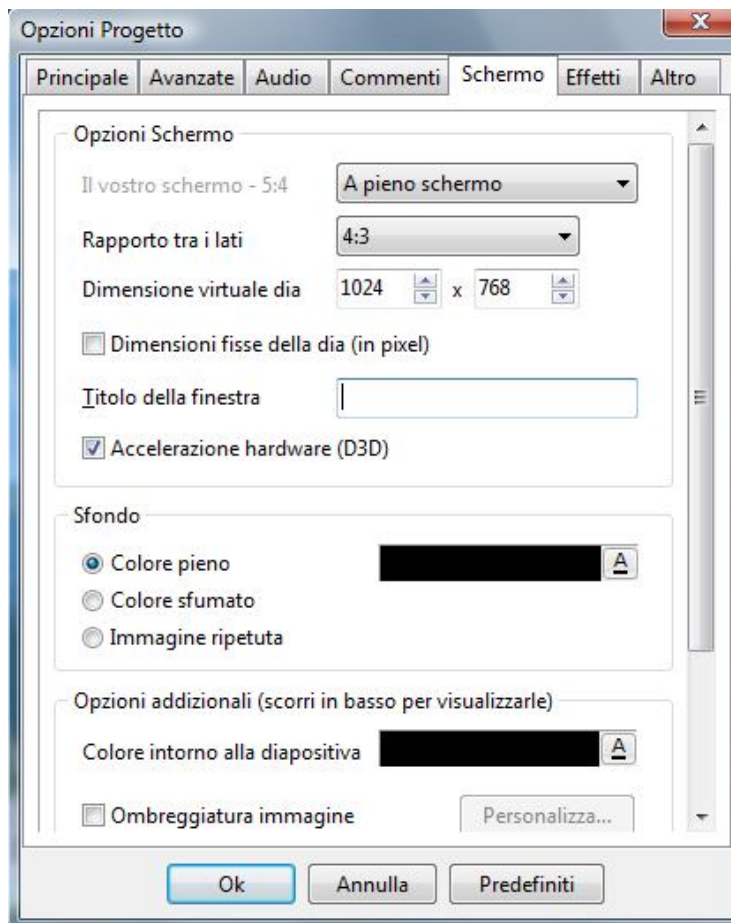 Opzioni Progetto
Principale Avanzate Audio Commenti Schermo Effetti Altro
Opzioni Schermo
Il vostro schermo - 5:4 A pieno schermo
Rapporto tra i lati 4:3
Dimensione virtuale dia 1024 x 768
Dimensioni fisse della dia (in pixel)
Titolo della finestra
Accelerazione hardware (D3D)
Sfondo
Colore pieno A
Colore sfumato
Immagine ripetuta
Opzioni addizionali (scorri in basso per visualizzarle)
Colore intorno alla diapositiva A
Ombreggiatura immagine Personalizza...
Ok Annulla Predefiniti